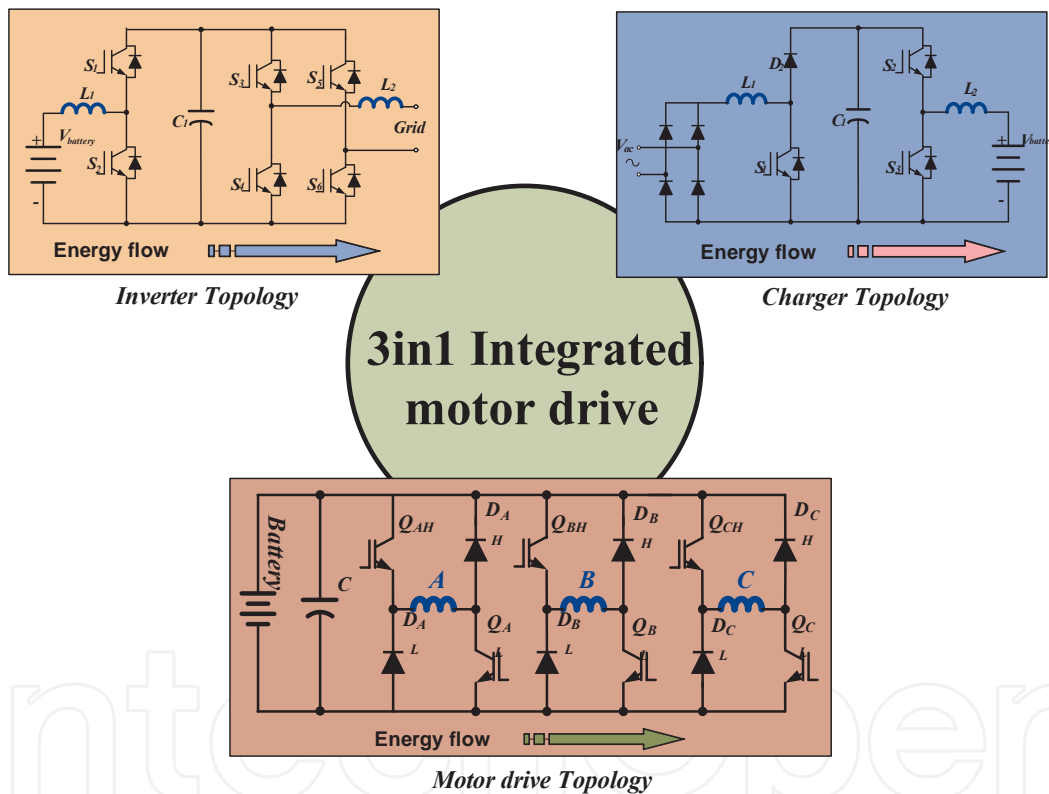 S1
S3
S5
L1
L2
C1
Vbattery
Grid
S2
S4
S6
+
-
Energy flow
Inverter Topology
D2
S2
L1
L2
C1
Vac
S1
S3
+
-
Energy flow
Charger Topology
3in1 Integrated
motor drive
Battery
C
QAH
DA
H
QBH
DB
H
QCH
DC
H
A
B
C
DA
L
QA
L
DB
L
QB
L
DC
L
QC
L
Energy flow
Motor drive Topology